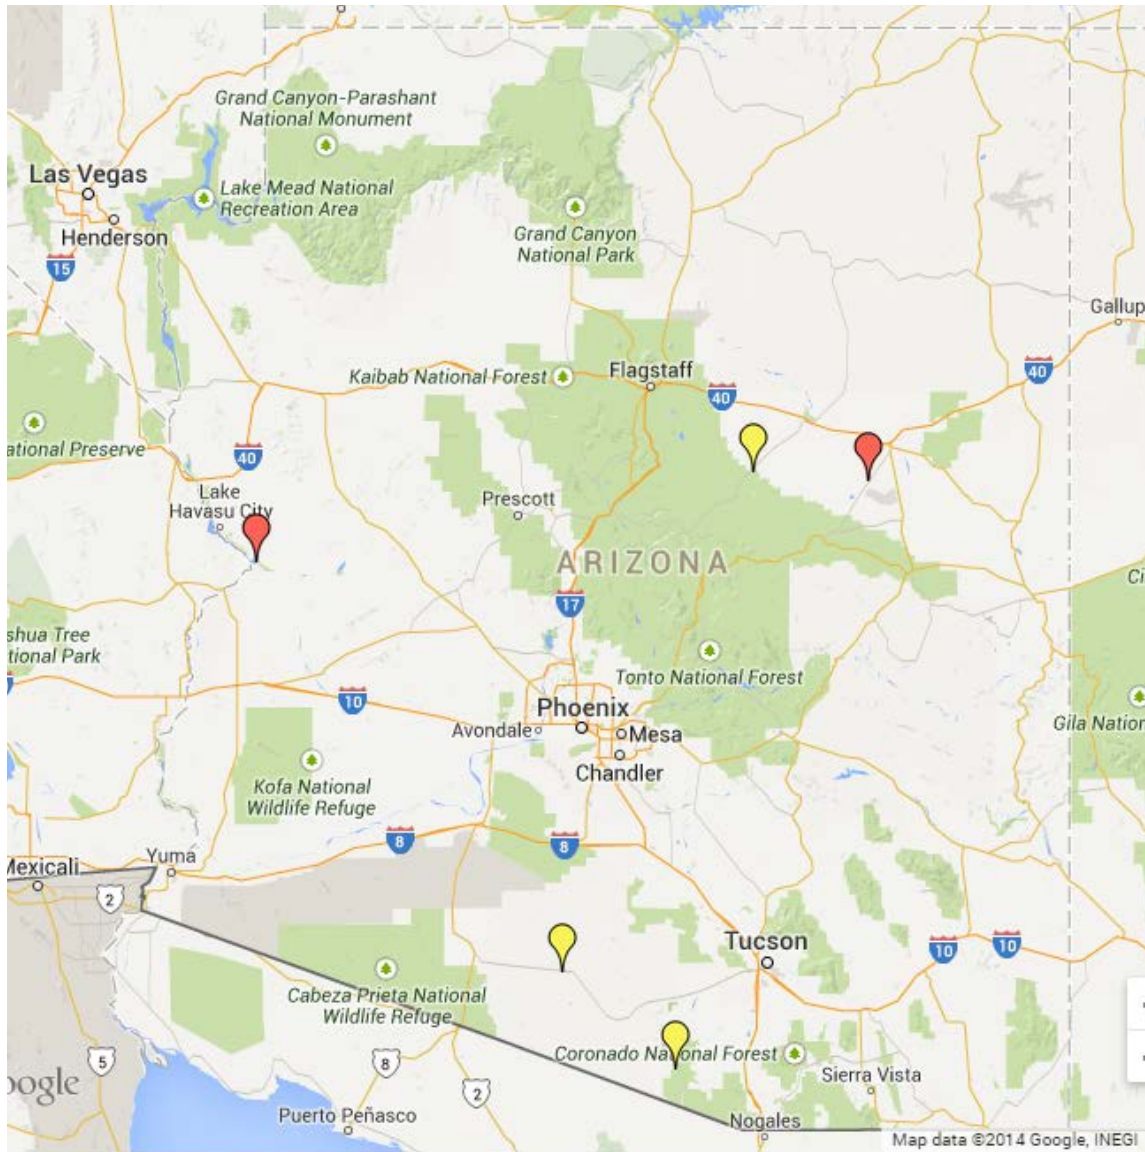 Grand Canyon-Parashant
National Monument
Las Vegas
Lake Mead National
Recreation Area
Henderson
Grand Canyon
National Park
15
Gallup
Flagstaff
Kaibab National Forest
40
40
ational Preserve
40
Lake
Havasu City
Prescott
ARIZONA
Ci
17
shua Tree
tional Park
Tonto National Forest
10
Phoenix
Avondale
Mesa
Gila Nation
Chandler
Kofa National
Wildlife Refuge
8
8
Yuma
Mexicali
2
Tucson
10
10
Cabeza Prieta National
Wildlife Refuge
Coronado National Forest
5
8
2
Sierra Vista
oogle
Puerto Peñasco
Nogales
Map data ©2014 Google, INEGI